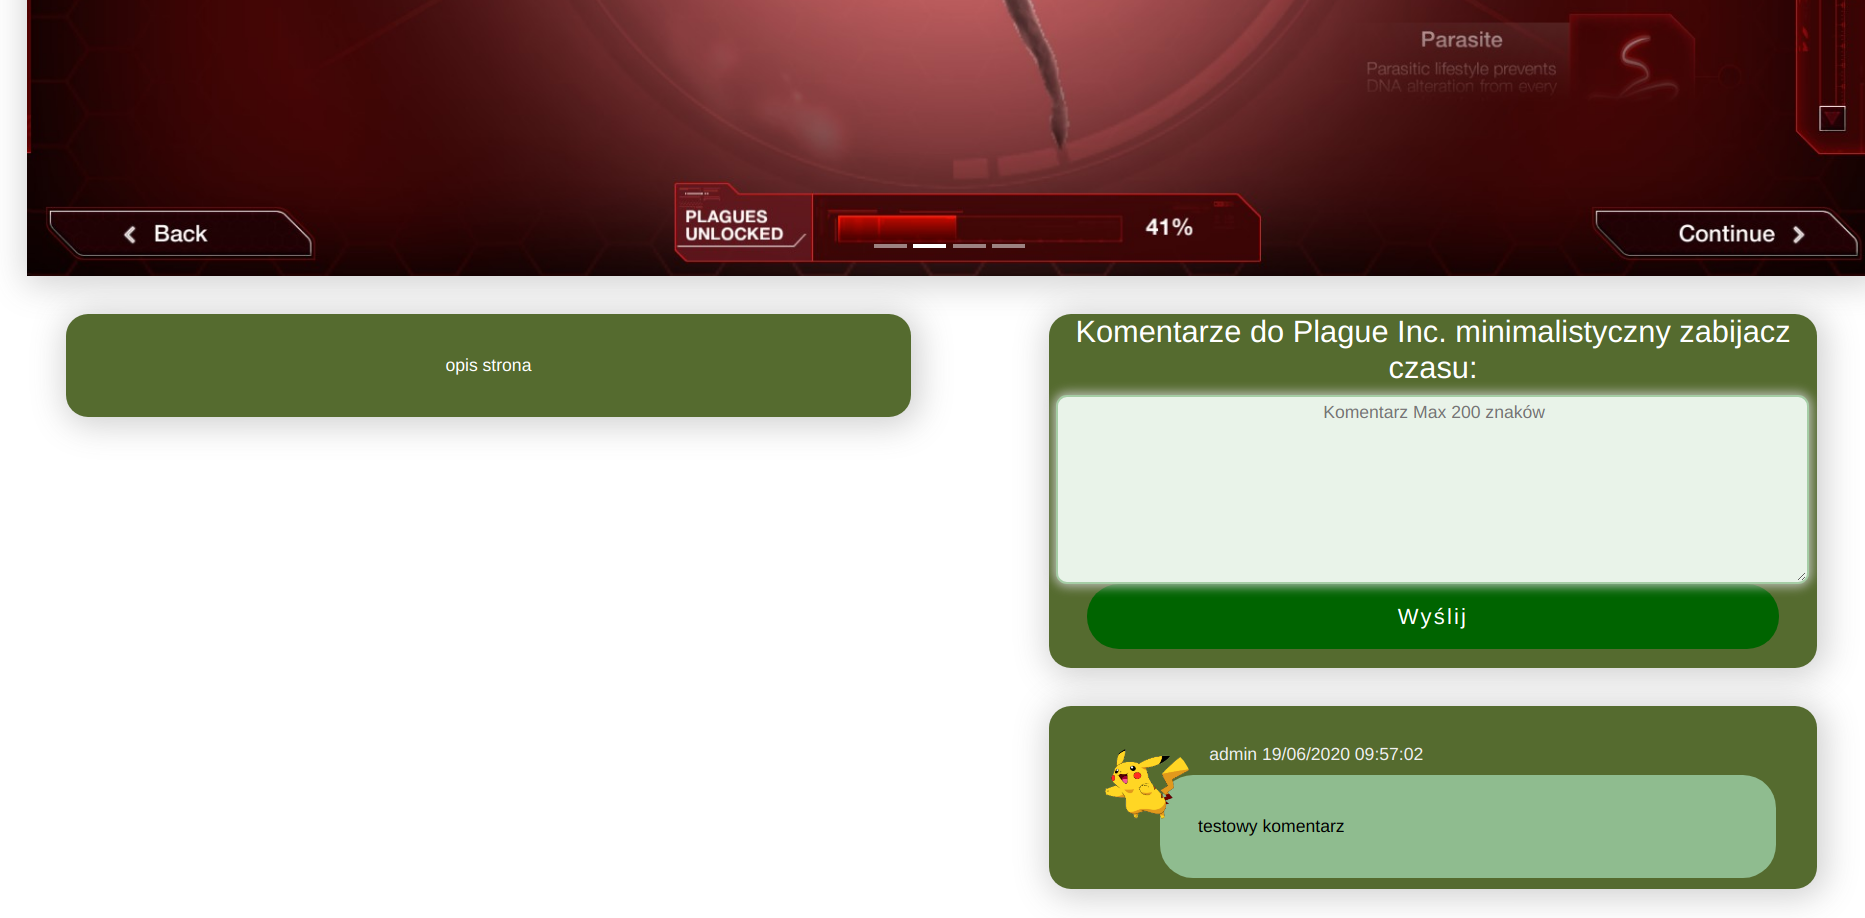 Parasite
Parasitic lifestyle prevents
DNA alteration from every
Back
PLAGUES
UNLOCKED
41%
Continue
opis strona
Komentarze do Plague Inc. minimalistyczny zabijacz
czasu:
Komentarz Max 200 znaków
Wyślij
admin 19/06/2020 09:57:02
testowy komentarz